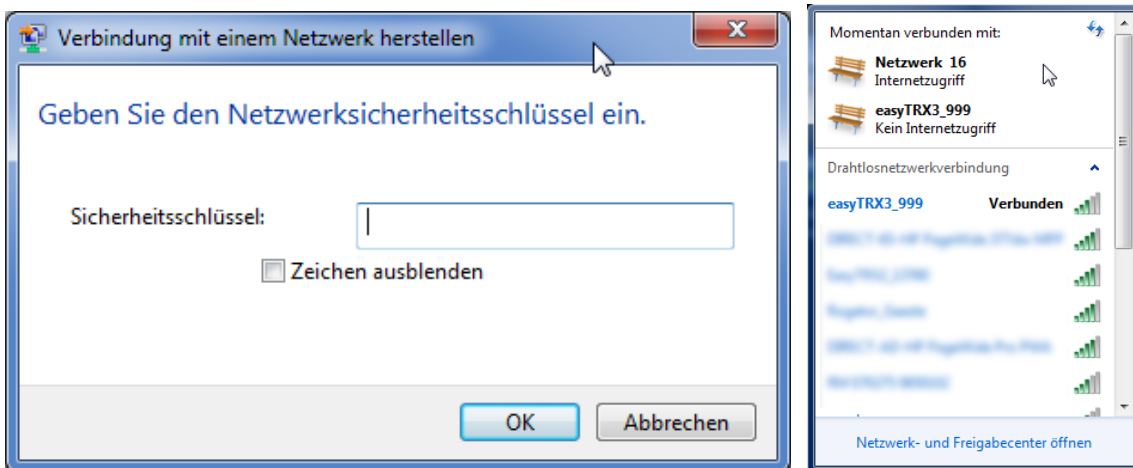 Verbindung mit einem Netzwerk herstellen
Geben Sie den Netzwerksicherheitsschlüssel ein.
Sicherheitsschlüssel:
Zeichen ausblenden
OK Abbrechen
Momentan verbunden mit:
Netzwerk 16
Internetzugriff
easyTRX3_999
Kein Internetzugriff
Drahtlosnetzwerkverbindung
easyTRX3_999 Verbunden
Netzwerk- und Freigabecenter öffnen